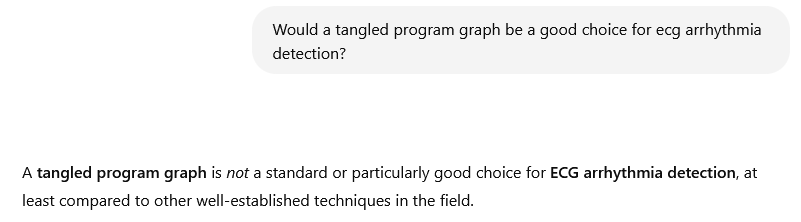 Would a tangled program graph be a good choice for ecg arrhythmia
detection?
A tangled program graph is not a standard or particularly good choice for ECG arrhythmia detection, at
least compared to other well-established techniques in the field.